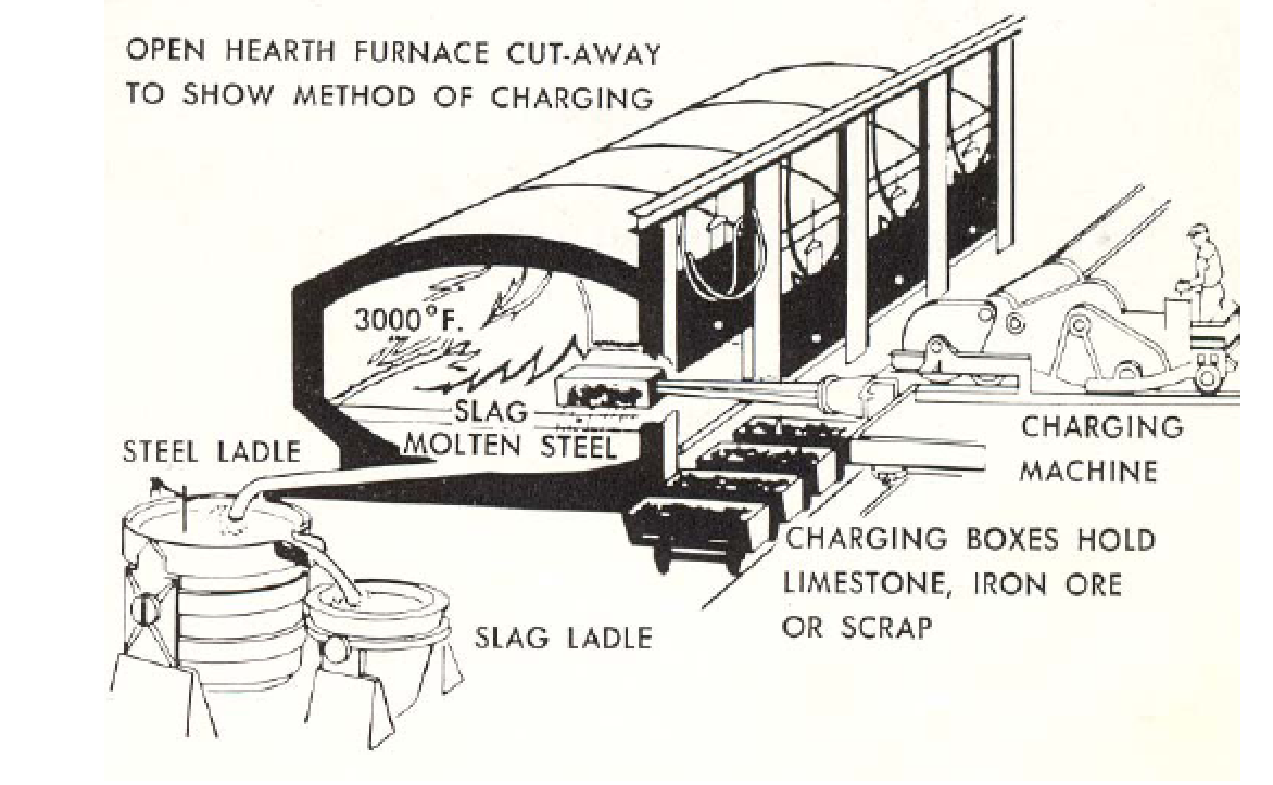 OPEN HEARTH FURNACE CUT-AWAY
TO SHOW METHOD OF CHARGING
3000°F.
SLAG
MOLTEN STEEL
STEEL LADLE
CHARGING
MACHINE
CHARGING BOXES HOLD
LIMESTONE, IRON ORE
OR SCRAP
SLAG LADLE